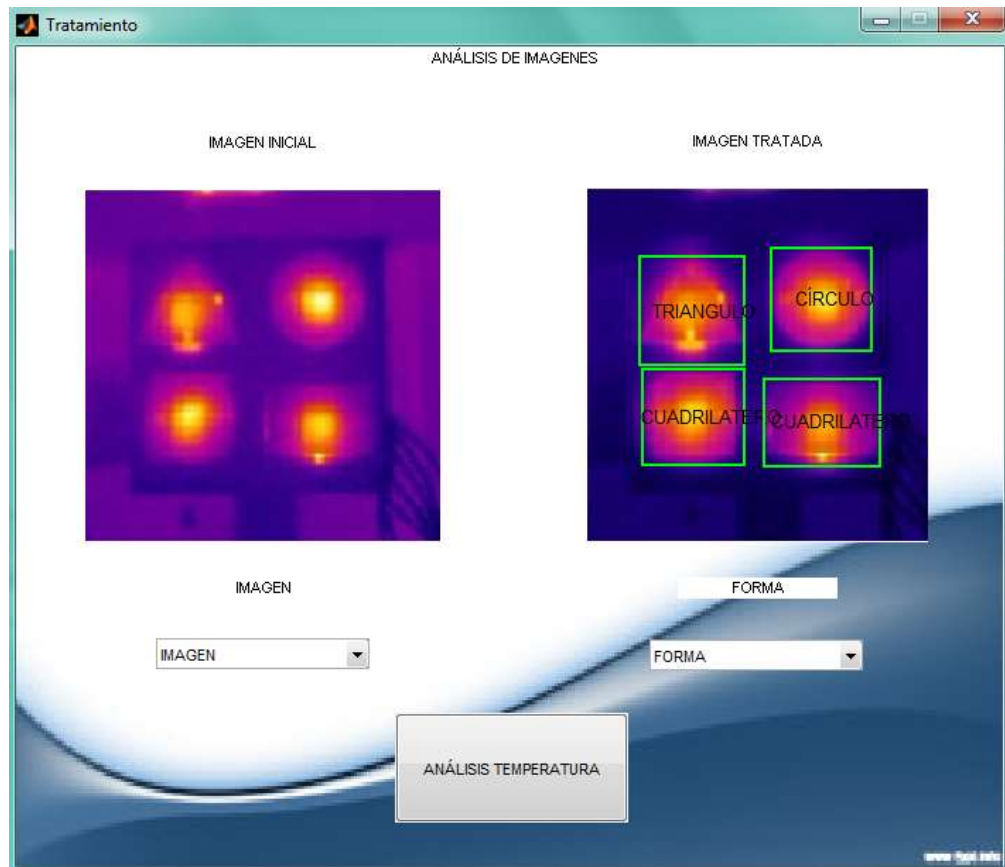 Tratamiento
ANÁLISIS DE IMAGENES
IMAGEN INICIAL
IMAGEN TRATADA
TRIANGULO
CÍRCULO
CUADRILATERO
CUADRILATERO
IMAGEN
FORMA
IMAGEN
FORMA
ANÁLISIS TEMPERATURA